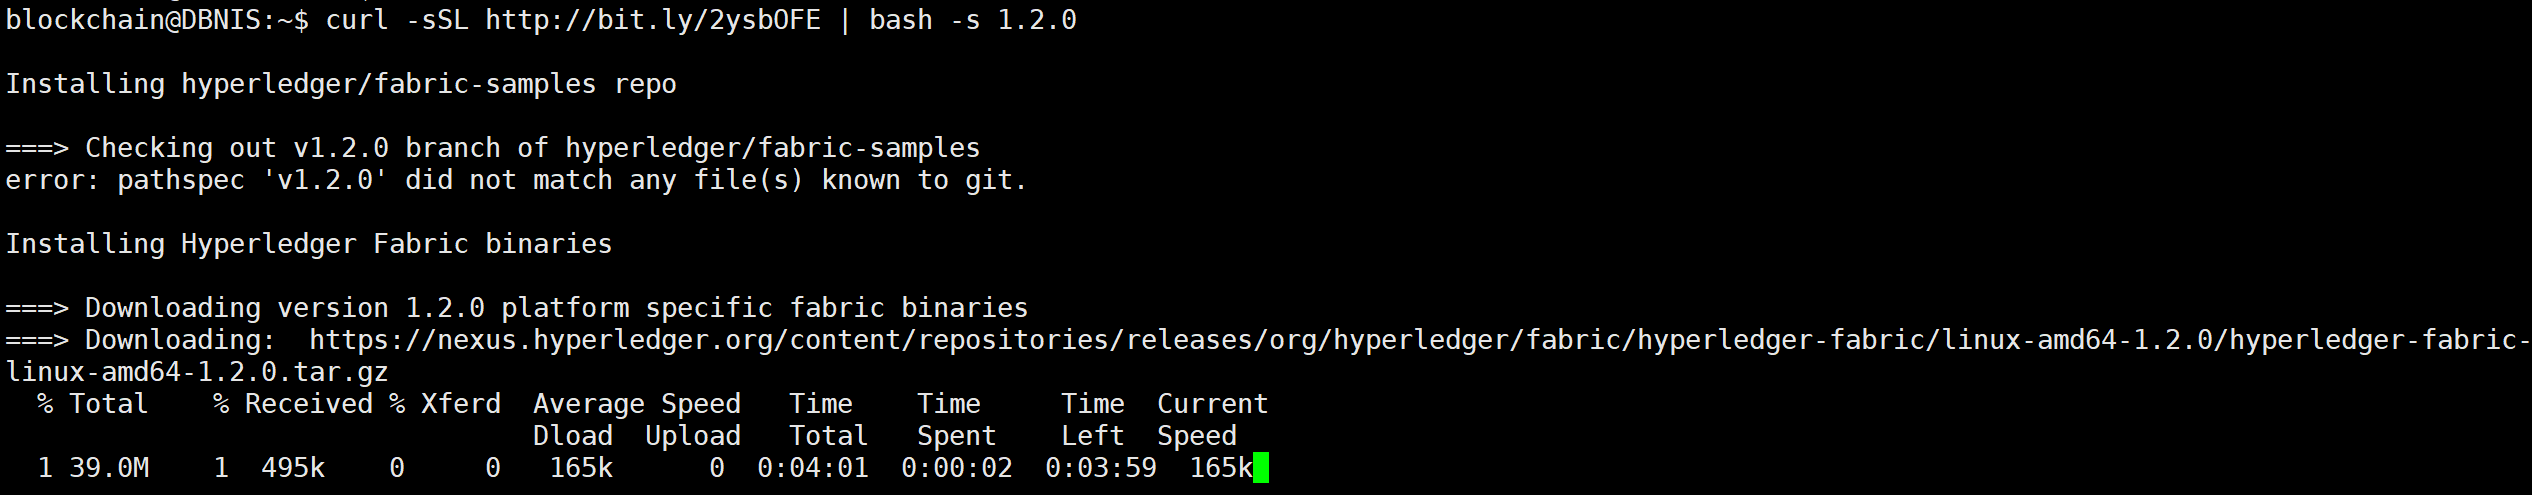 blockchain@DBNIS:~$ curl -sSL http://bit.ly/2ysbOFE | bash -s 1.2.0
Installing hyperledger/fabric-samples repo
===> Checking out v1.2.0 branch of hyperledger/fabric-samples
error: pathspec 'v1.2.0' did not match any file(s) known to git.
Installing Hyperledger Fabric binaries
===> Downloading version 1.2.0 platform specific fabric binaries
===> Downloading:  https://nexus.hyperledger.org/content/repositories/releases/org/hyperledger/fabric/hyperledger-fabric/linux-amd64-1.2.0/hyperledger-fabric-
linux-amd64-1.2.0.tar.gz
  % Total    % Received % Xferd  Average Speed   Time    Time     Time  Current
                                 Dload  Upload   Total   Spent    Left  Speed
  1 39.0M    1  495k    0     0   165k      0  0:04:01  0:00:02  0:03:59  165k